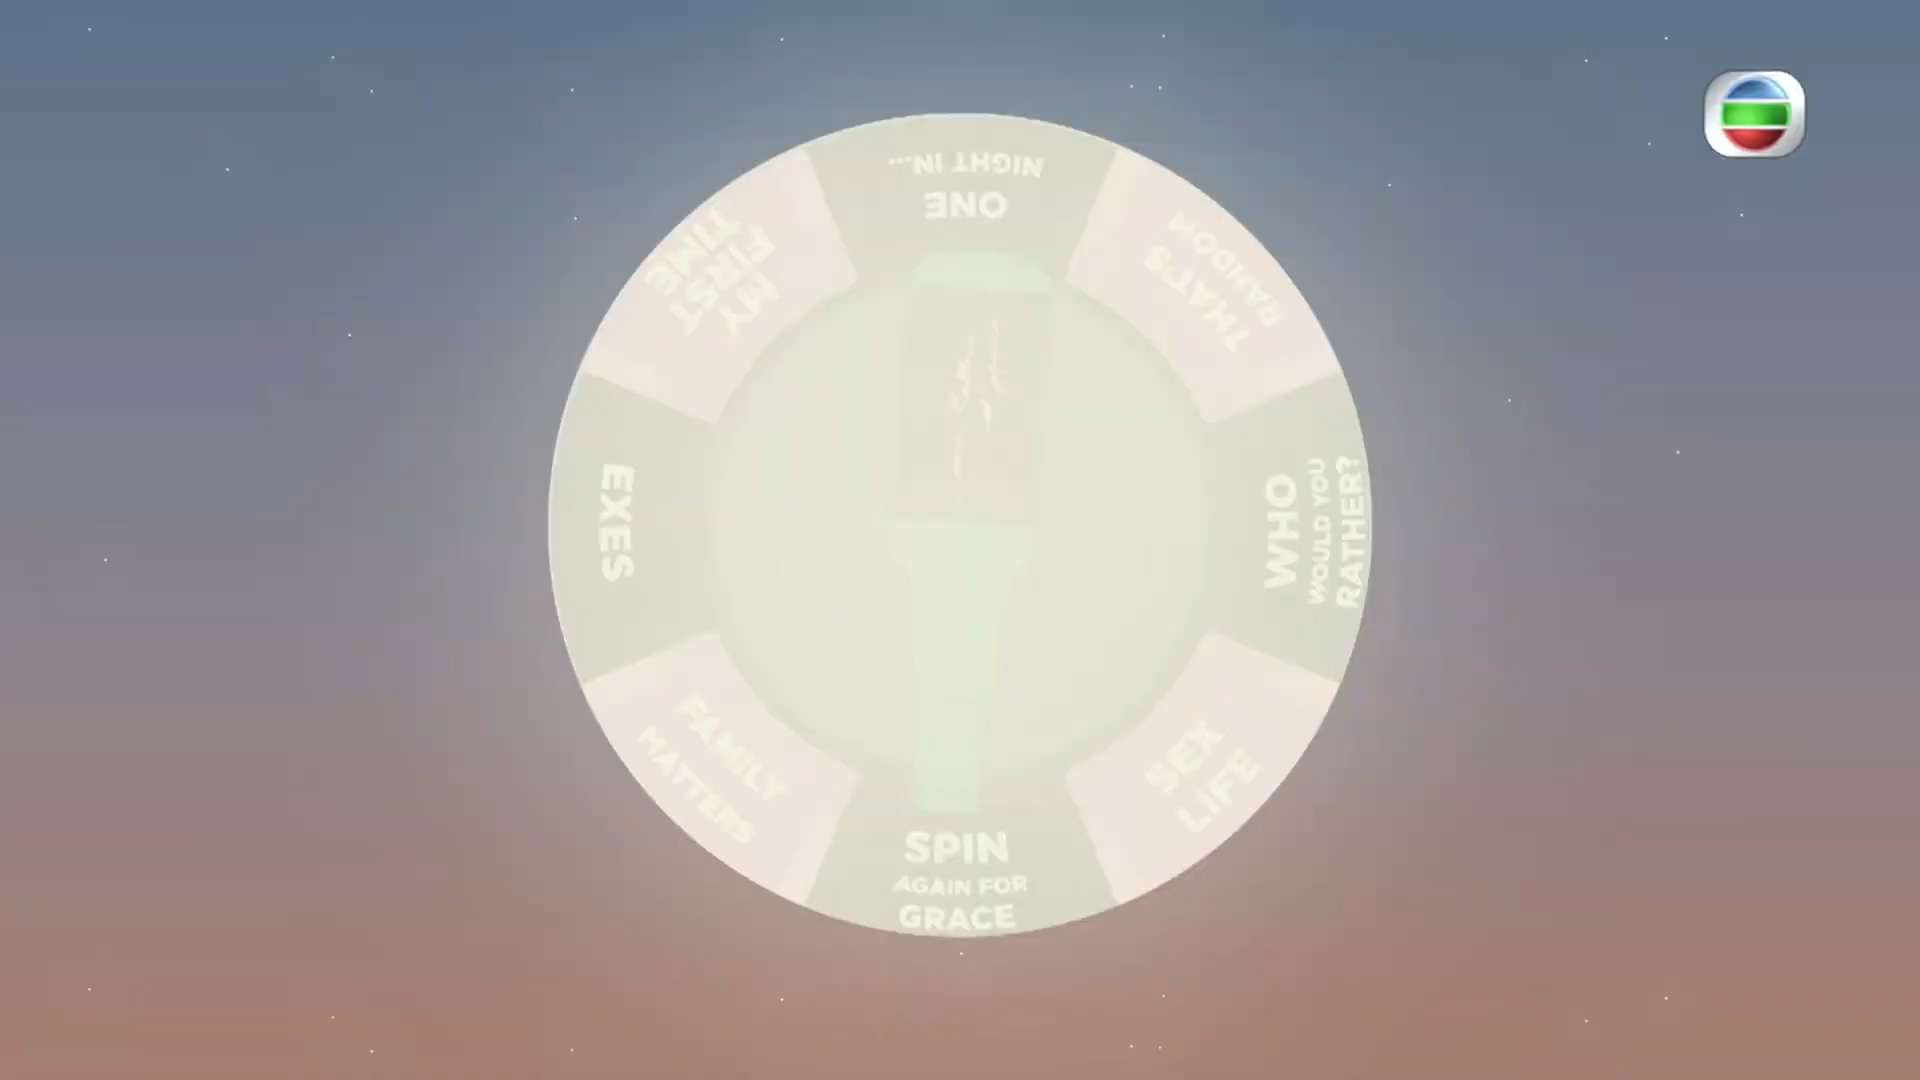 ONE
NIGHT IN...
THAT'S
RANDOM
WHO
WOULD YOU
RATHER?
SEX
LIFE
SPIN
AGAIN FOR
GRACE
FAMILY
MATTERS
EXES
MY
FIRST
TIME